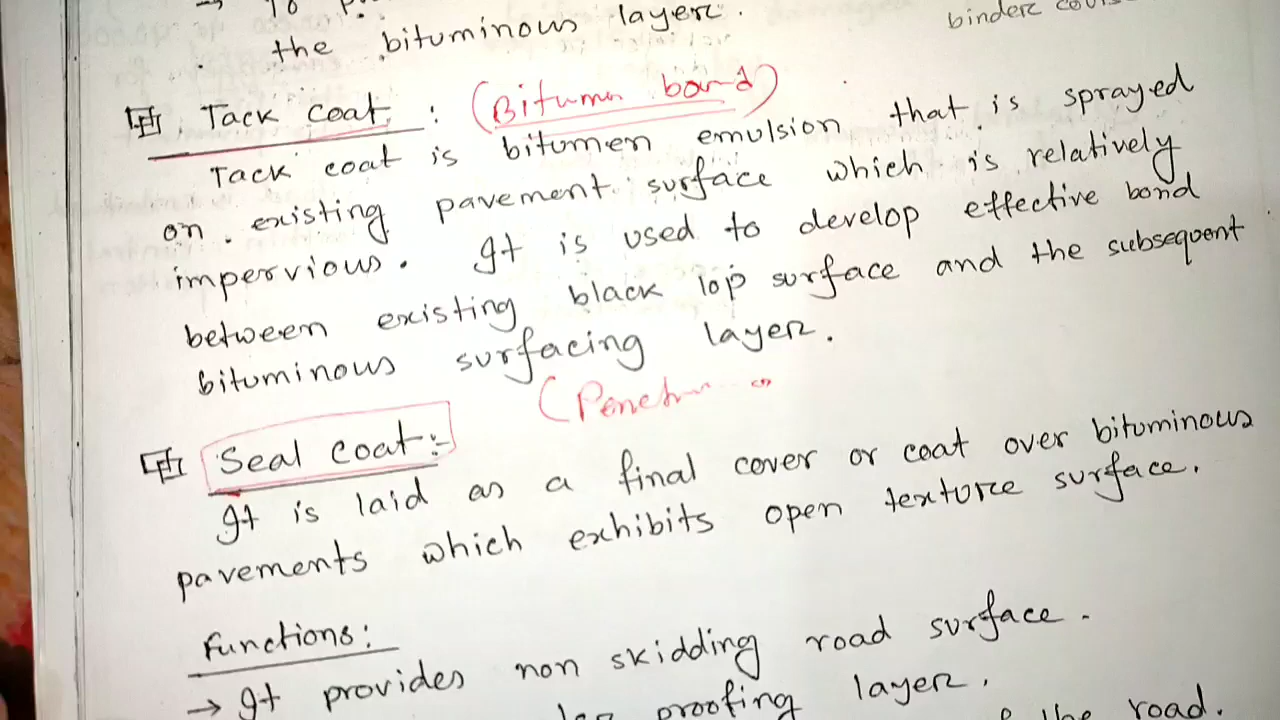 the bituminous layer.
binder
Tack coat : (Bitumen bond)
Tack coat is bitumen emulsion that is sprayed
on existing pavement surface which is relatively
impervious. It is used to develop effective bond
between existing black top surface and the subsequent
bituminous surfacing layer.
Seal coat:-
It is laid as a final cover or coat over bituminous
pavements which exhibits open texture surface.
Functions:
→ It provides non skidding road surface.
proofing layer.
the road.